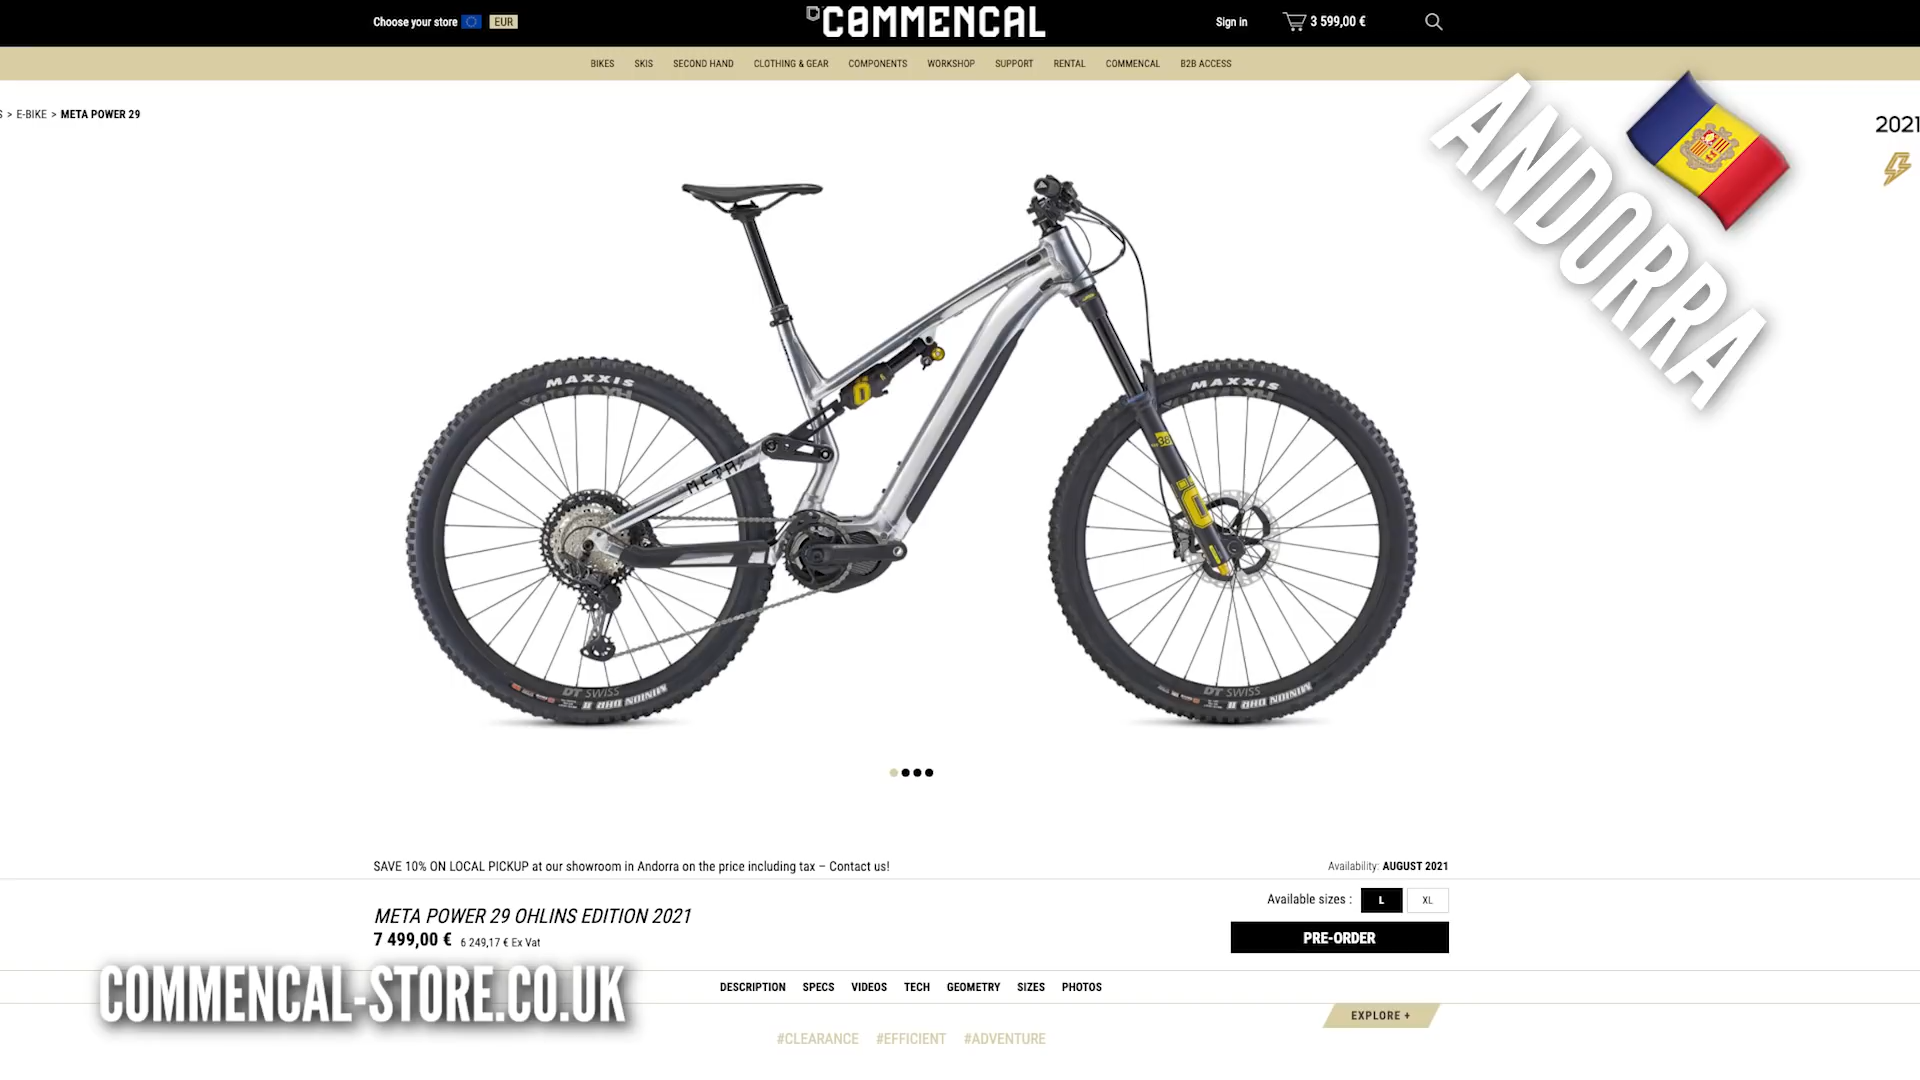 Choose your store EUR
COMMENCAL
Sign in
3 599,00 €
BIKES SKIS SECOND HAND CLOTHING & GEAR COMPONENTS WORKSHOP SUPPORT RENTAL COMMENCAL B2B ACCESS
> E-BIKE > META POWER 29
2021
ANDORRA
MAXXIS
MAXXIS
38
META
DT SWISS
MINION DHR II
DT SWISS
MINION DHR II
SAVE 10% ON LOCAL PICKUP at our showroom in Andorra on the price including tax – Contact us!
Availability: AUGUST 2021
Available sizes : L XL
META POWER 29 OHLINS EDITION 2021
7 499,00 € 6 249,17 € Ex Vat
PRE-ORDER
COMMENCAL-STORE.CO.UK
DESCRIPTION SPECS VIDEOS TECH GEOMETRY SIZES PHOTOS
EXPLORE +
#CLEARANCE #EFFICIENT #ADVENTURE